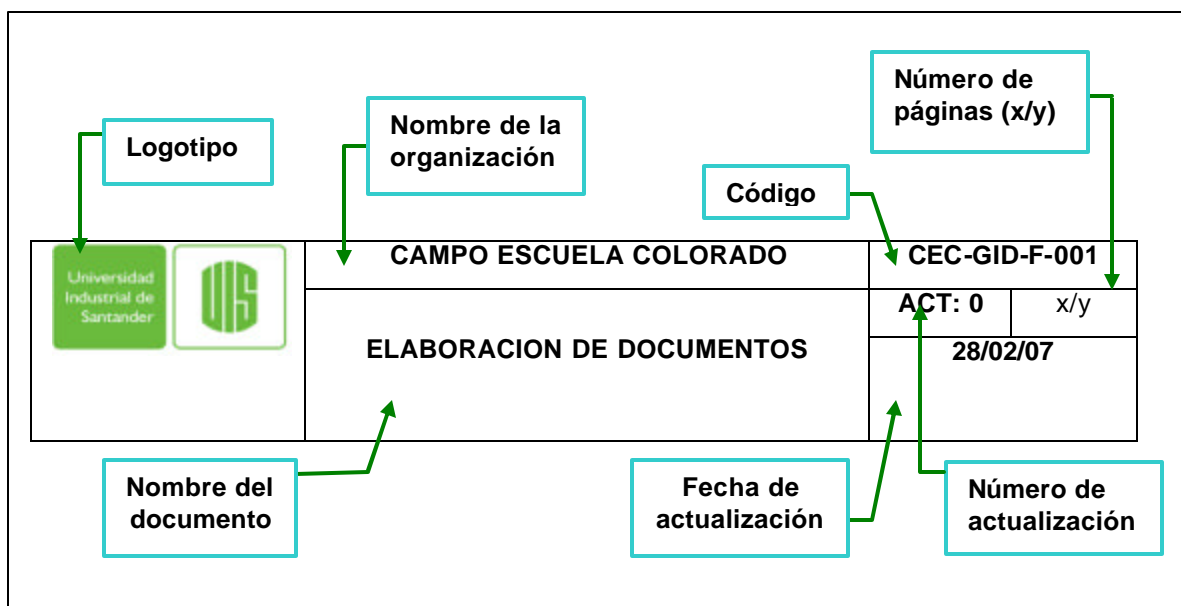 Número de
páginas (x/y)
Nombre de la
organización
Logotipo
Código
Universidad
Industrial de
Santander
UIS
CAMPO ESCUELA COLORADO
CEC-GID-F-001
ACT: 0
x/y
ELABORACION DE DOCUMENTOS
28/02/07
Nombre del
documento
Fecha de
actualización
Número de
actualización